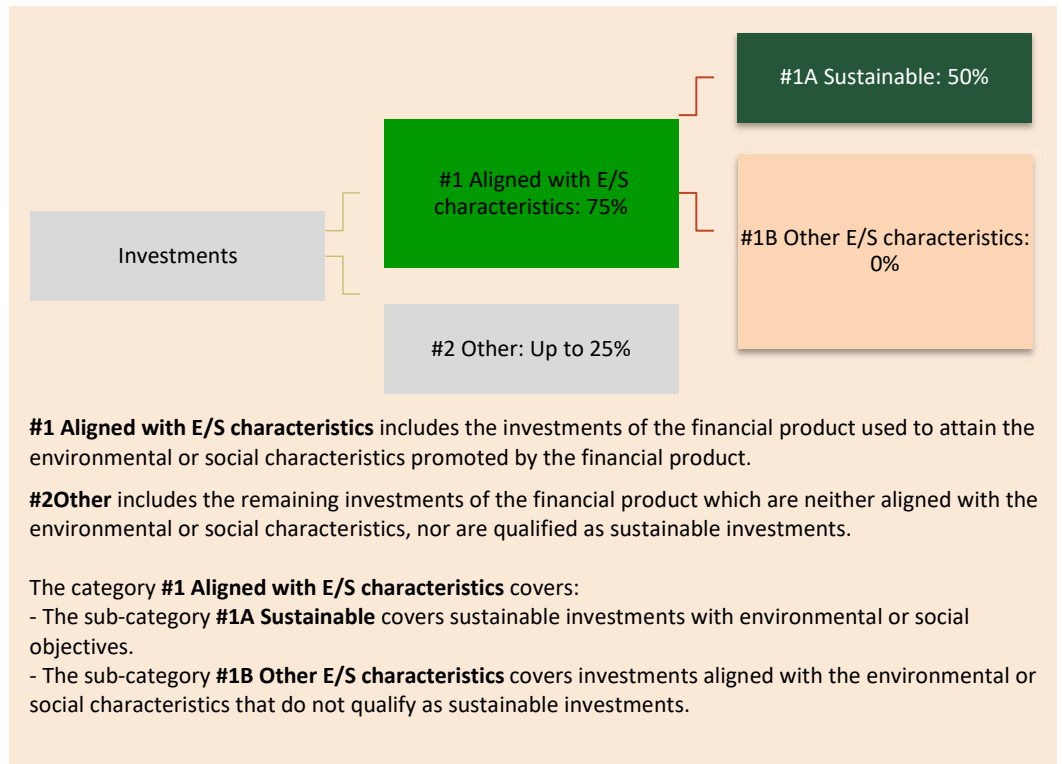 #1A Sustainable: 50%
#1 Aligned with E/S
characteristics: 75%
#1B Other E/S characteristics:
0%
Investments
#2 Other: Up to 25%
#1 Aligned with E/S characteristics includes the investments of the financial product used to attain the
environmental or social characteristics promoted by the financial product.
#2Other includes the remaining investments of the financial product which are neither aligned with the
environmental or social characteristics, nor are qualified as sustainable investments.
The category #1 Aligned with E/S characteristics covers:
- The sub-category #1A Sustainable covers sustainable investments with environmental or social
objectives.
- The sub-category #1B Other E/S characteristics covers investments aligned with the environmental or
social characteristics that do not qualify as sustainable investments.